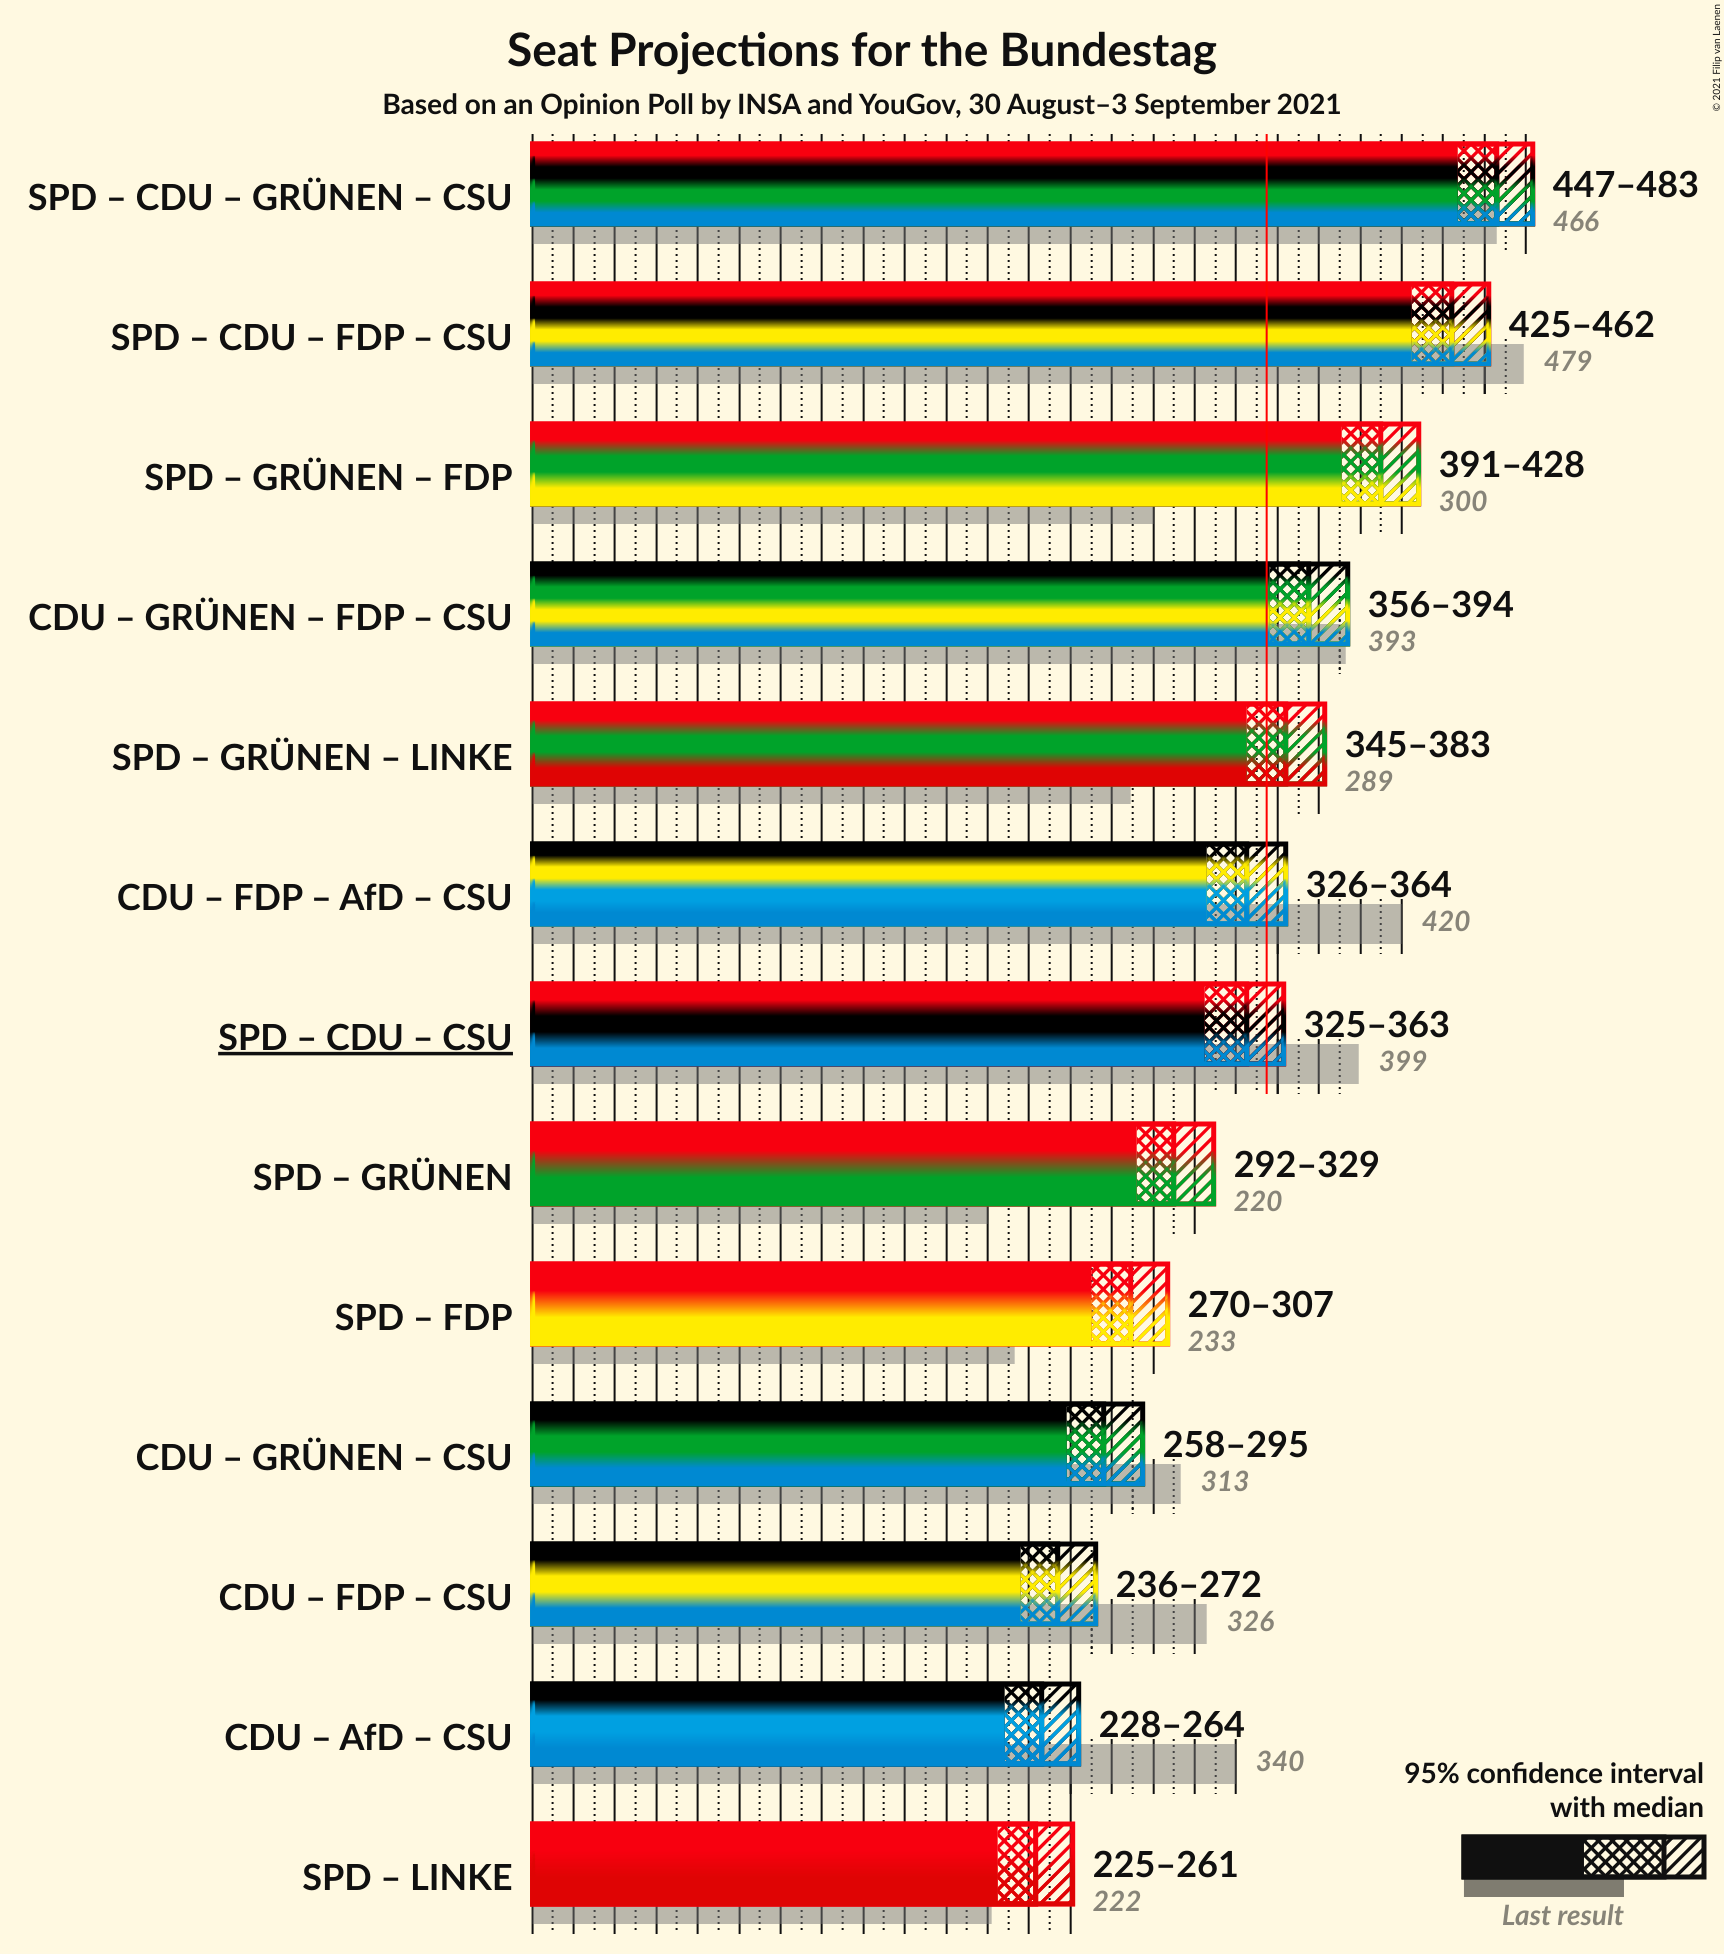 Seat Projections for the Bundestag
Based on an Opinion Poll by INSA and YouGov, 30 August–3 September 2021
© 2021 Filip van Laenen
SPD – CDU – GRÜNEN – CSU
447–483
466
SPD – CDU – FDP – CSU
425–462
479
SPD – GRÜNEN – FDP
391–428
300
CDU – GRÜNEN – FDP – CSU
356–394
393
SPD – GRÜNEN – LINKE
345–383
289
CDU – FDP – AfD – CSU
326–364
420
SPD – CDU – CSU
325–363
399
SPD – GRÜNEN
292–329
220
SPD – FDP
270–307
233
CDU – GRÜNEN – CSU
258–295
313
CDU – FDP – CSU
236–272
326
CDU – AfD – CSU
228–264
340
SPD – LINKE
225–261
222
95% confidence interval
with median
Last result